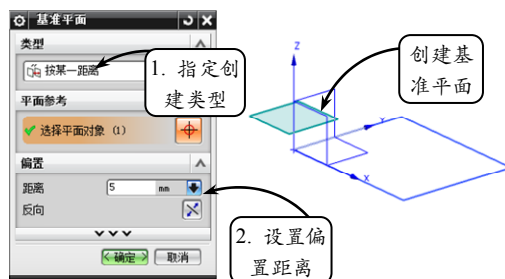 基准平面
类型
按某一距离
平面参考
选择平面对象 (1)
偏置
距离
5 mm
反向
<确定>
取消
1. 指定创
建类型
2. 设置偏
置距离
创建基
准平面
Z
Y
X